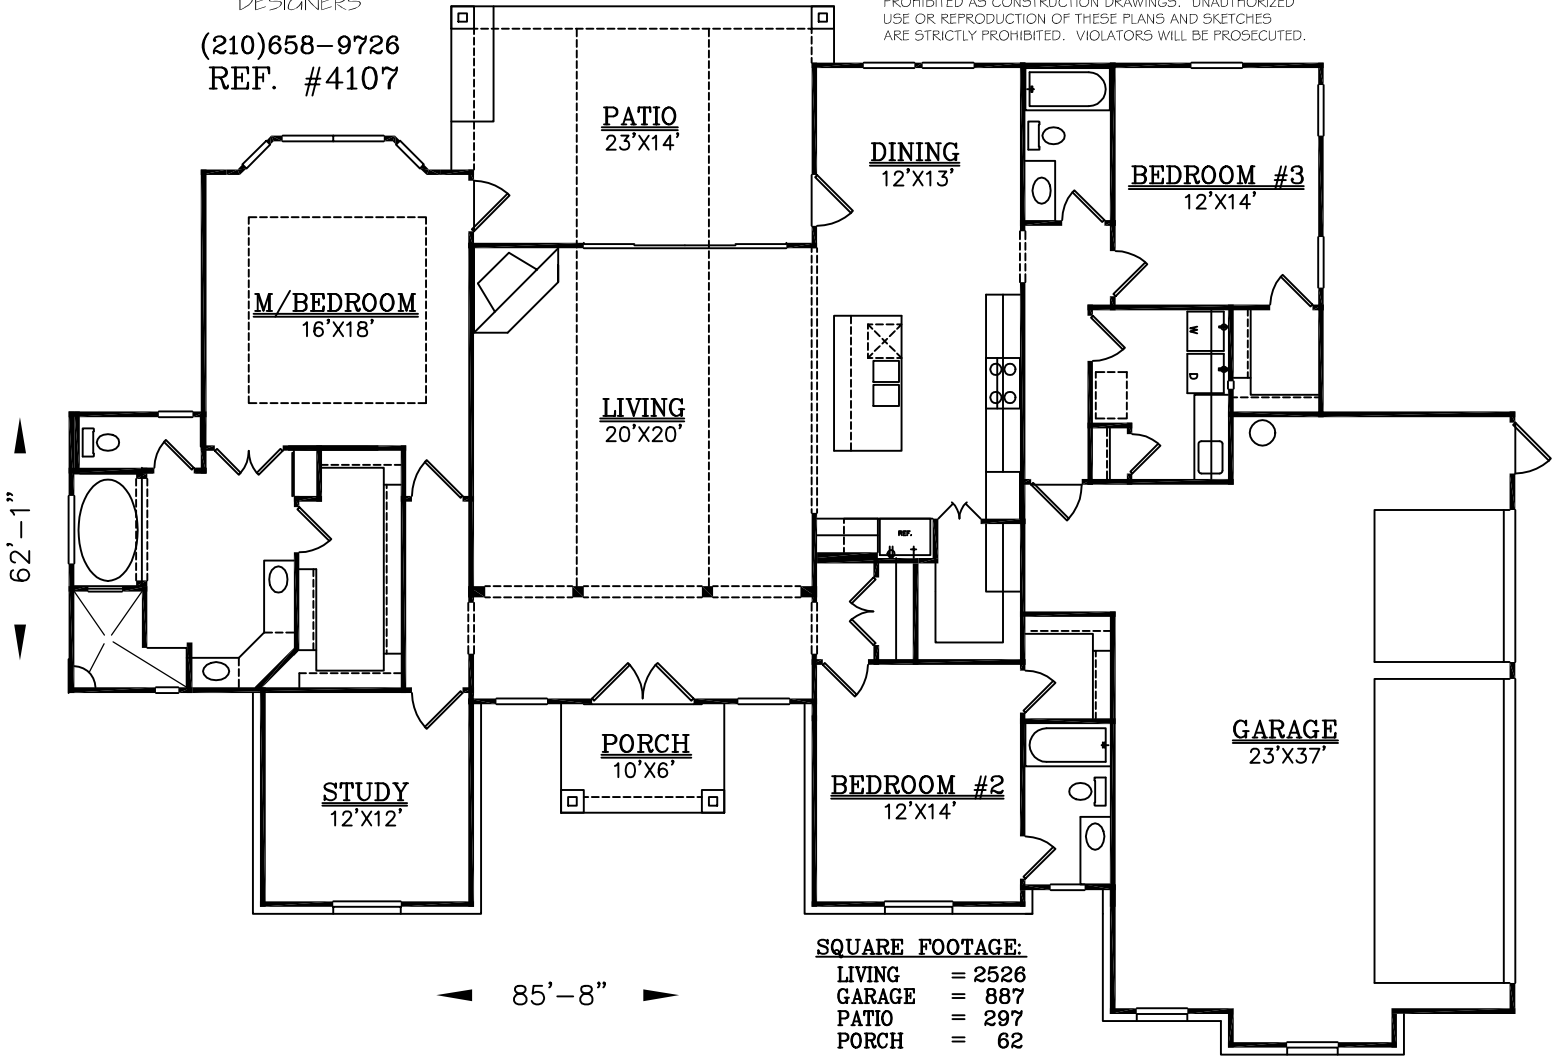 DESIGNERS
(210)658-9726
REF. #4107
PROHIBITED AS CONSTRUCTION DRAWINGS. UNAUTHORIZED
USE OR REPRODUCTION OF THESE PLANS AND SKETCHES
ARE STRICTLY PROHIBITED. VIOLATORS WILL BE PROSECUTED.
PATIO
23'X14'
DINING
12'X13'
BEDROOM #3
12'X14'
M/BEDROOM
16'X18'
W
D
LIVING
20'X20'
62'-1"
REF.
GARAGE
23'X37'
PORCH
10'X6'
BEDROOM #2
12'X14'
STUDY
12'X12'
85'-8"
SQUARE FOOTAGE:
LIVING = 2526
GARAGE = 887
PATIO = 297
PORCH = 62